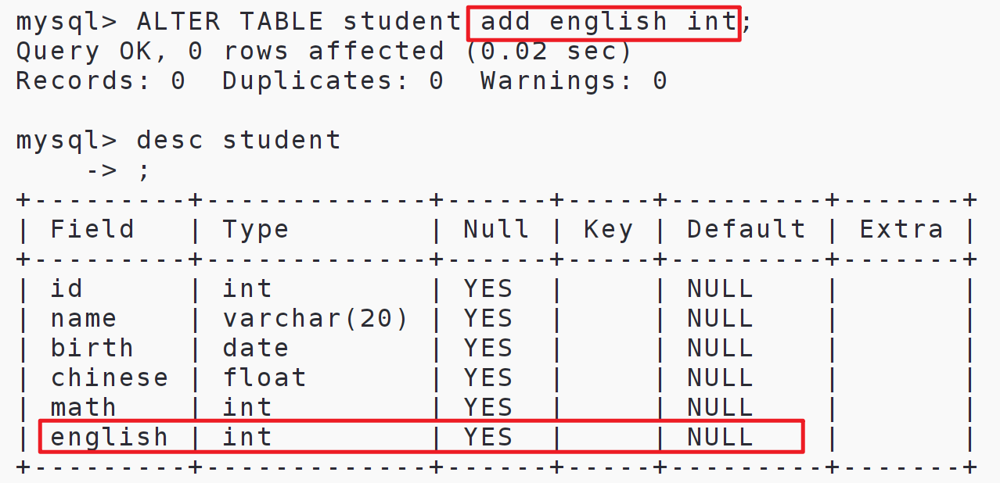 mysql> ALTER TABLE student add english int;
Query OK, 0 rows affected (0.02 sec)
Records: 0  Duplicates: 0  Warnings: 0

mysql> desc student
    -> ;
+---------+-------------+------+-----+---------+-------+
| Field   | Type        | Null | Key | Default | Extra |
+---------+-------------+------+-----+---------+-------+
| id      | int         | YES  |     | NULL    |       |
| name    | varchar(20) | YES  |     | NULL    |       |
| birth   | date        | YES  |     | NULL    |       |
| chinese | float       | YES  |     | NULL    |       |
| math    | int         | YES  |     | NULL    |       |
| english | int         | YES  |     | NULL    |       |
+---------+-------------+------+-----+---------+-------+